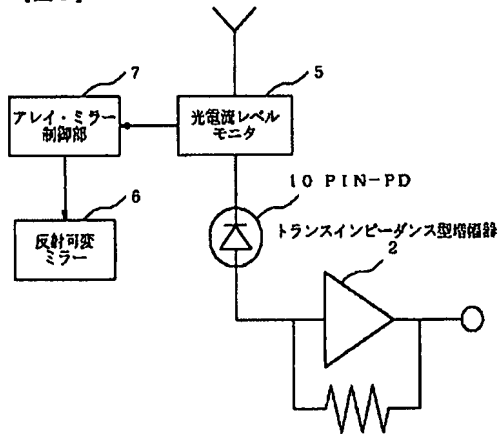 7
5
アレイ・ミラー
制御部
光電流レベル
モニタ
10 PIN-PD
6
反射可変
ミラー
トランスインピーダンス型増幅器
2